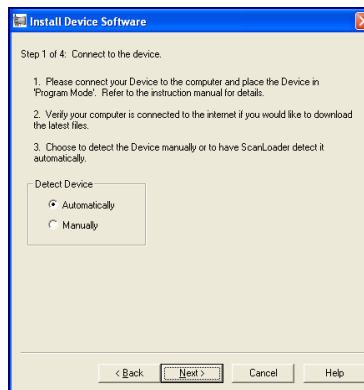 Install Device Software
Step 1 of 4: Connect to the device.
1. Please connect your Device to the computer and place the Device in
'Program Mode'. Refer to the instruction manual for details.
2. Verify your computer is connected to the internet if you would like to download
the latest files.
3. Choose to detect the Device manually or to have ScanLoader detect it
automatically.
Detect Device
Automatically
Manually
< Back Next > Cancel Help